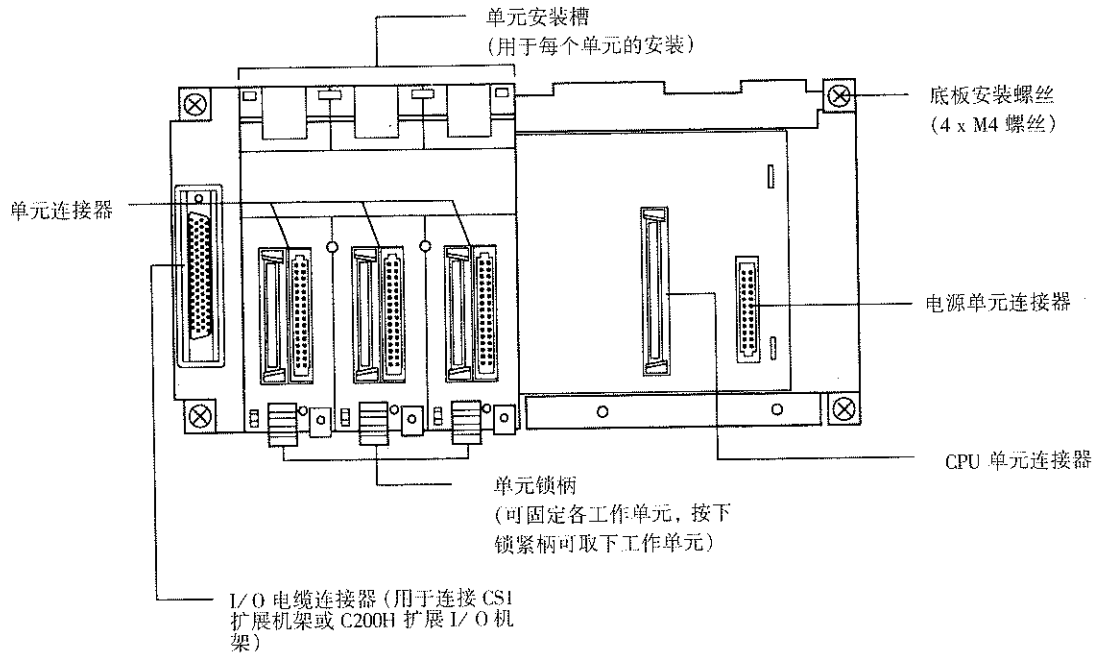 单元安装槽
(用于每个单元的安装)
底板安装螺丝
(4 x M4 螺丝)
单元连接器
电源单元连接器
CPU 单元连接器
单元锁柄
(可固定各工作单元, 按下
锁紧柄可取下工作单元)
I/O 电缆连接器 (用于连接 CS1
扩展机架或 C200H 扩展 I/O 机
架)